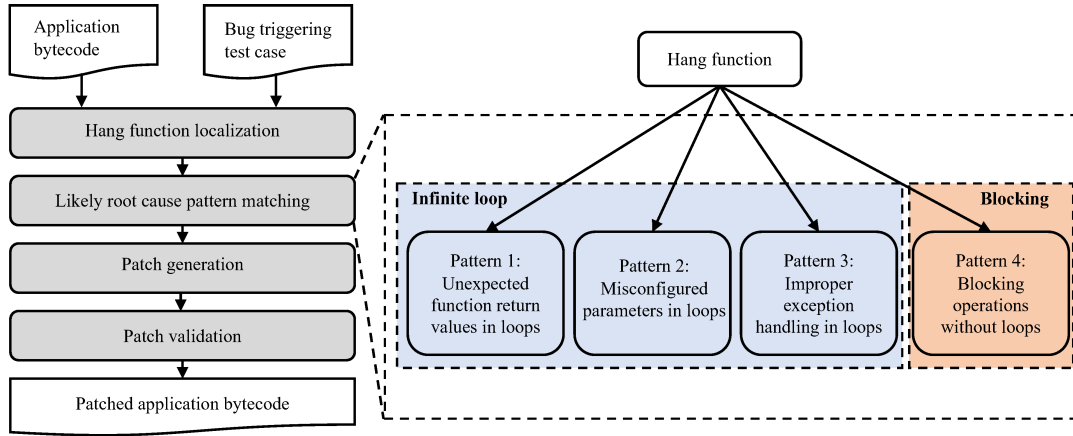 Application
bytecode
Bug triggering
test case
Hang function localization
Likely root cause pattern matching
Patch generation
Patch validation
Patched application bytecode
Hang function
Infinite loop
Blocking
Pattern 1:
Unexpected
function return
values in loops
Pattern 2:
Misconfigured
parameters in loops
Pattern 3:
Improper
exception
handling in loops
Pattern 4:
Blocking
operations
without loops